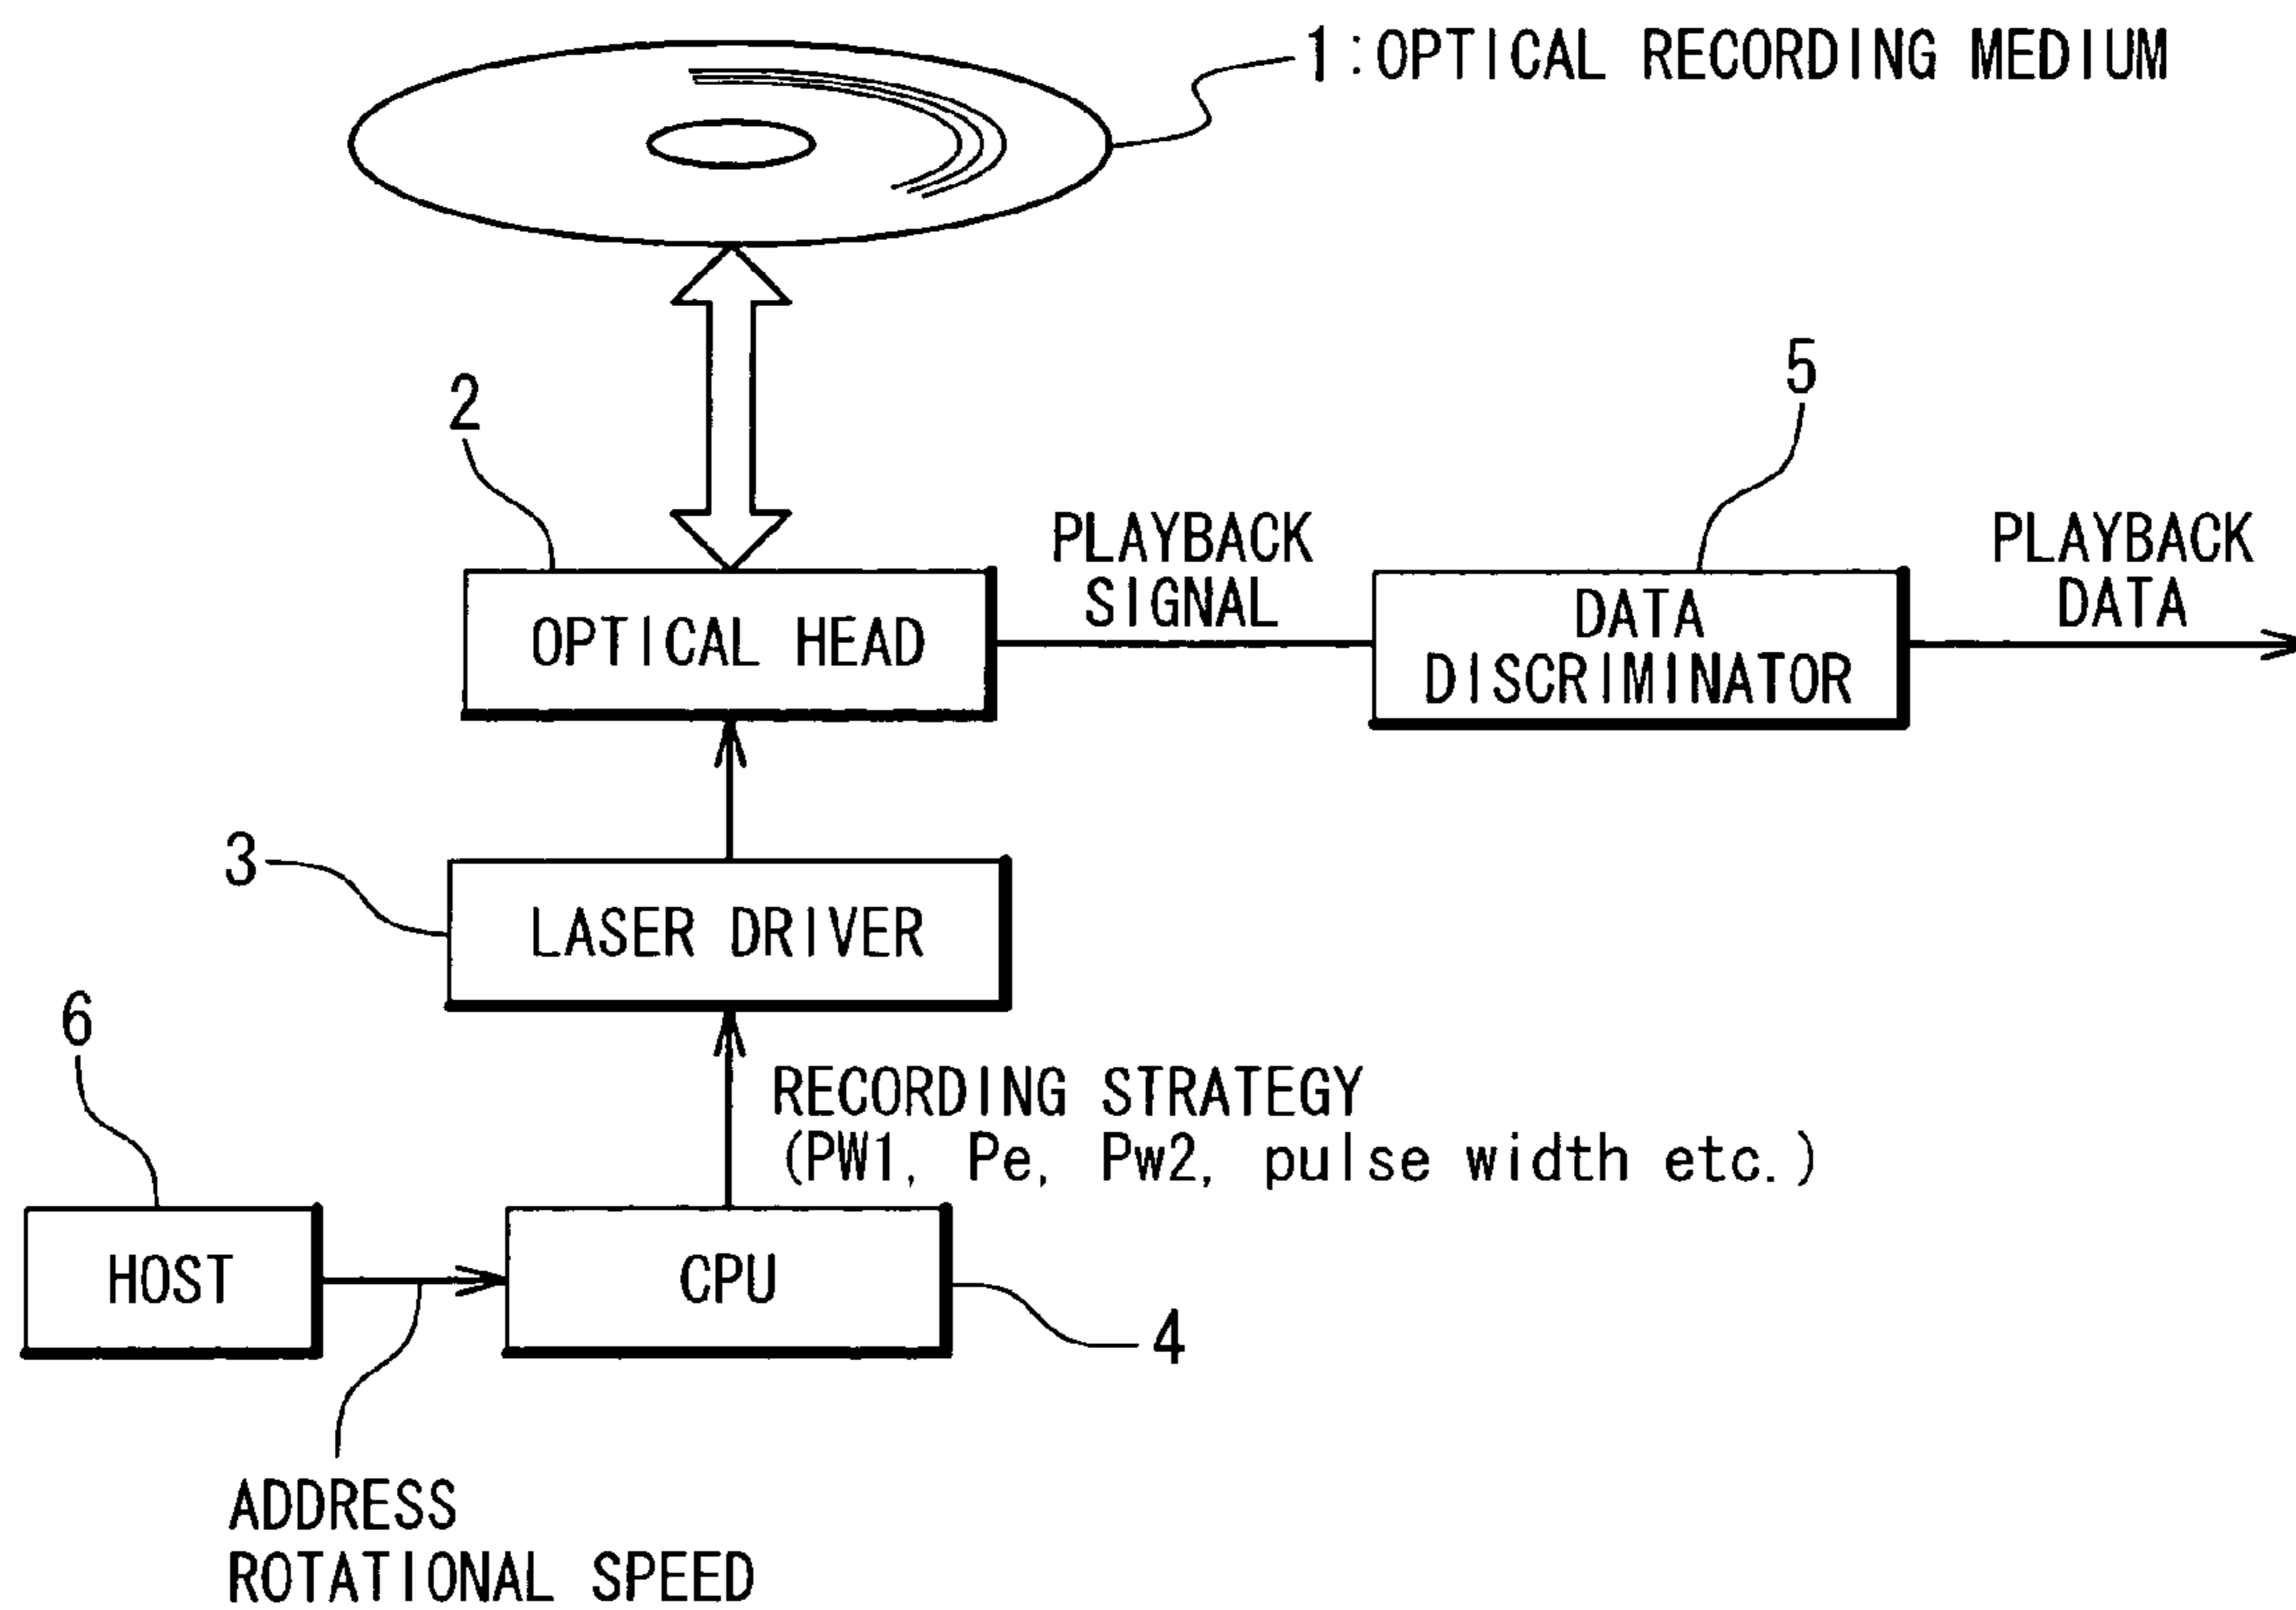 1:OPTICAL RECORDING MEDIUM
2
5
PLAYBACK
SIGNAL
PLAYBACK
DATA
OPTICAL HEAD
DATA
DISCRIMINATOR
3
LASER DRIVER
6
RECORDING STRATEGY
(PW1, Pe, Pw2, pulse width etc.)
HOST
CPU
4
ADDRESS
ROTATIONAL SPEED